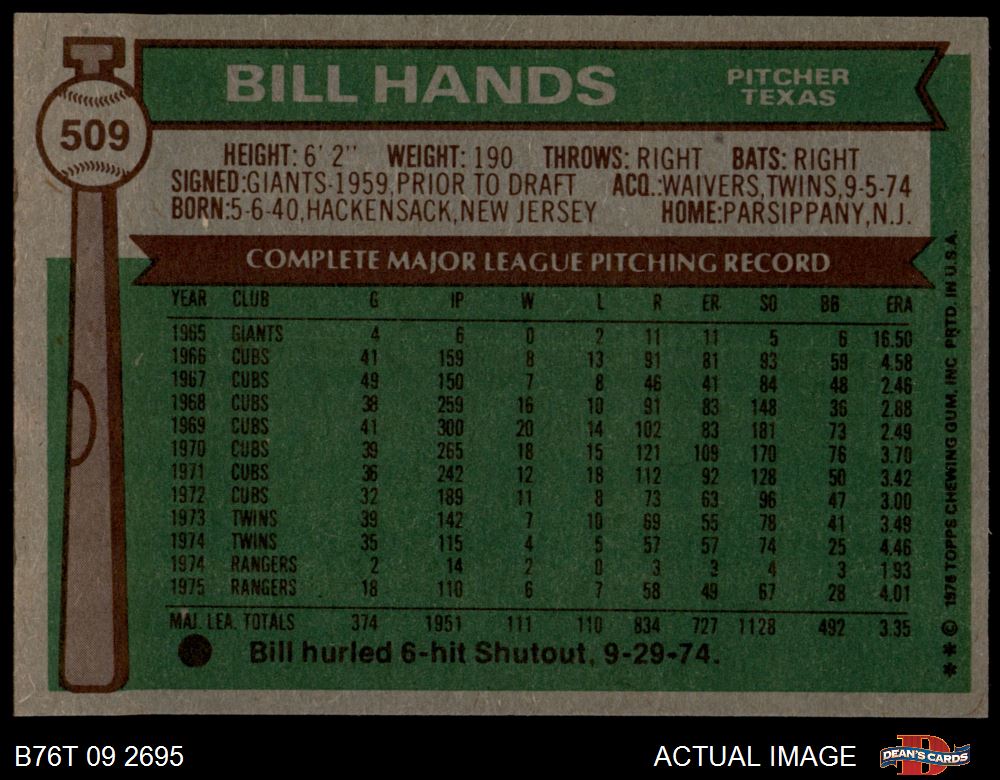 BILL HANDS PITCHER
TEXAS
509
HEIGHT: 6' 2" WEIGHT: 190 THROWS: RIGHT BATS: RIGHT
SIGNED:GIANTS-1959,PRIOR TO DRAFT ACQ.:WAIVERS,TWINS,9-5-74
BORN:5-6-40,HACKENSACK,NEW JERSEY HOME:PARSIPPANY,N.J.
COMPLETE MAJOR LEAGUE PITCHING RECORD
YEAR CLUB G IP W L R ER SO BB ERA
1965 GIANTS 4 6 0 2 11 11 5 6 16.50
1966 CUBS 41 159 8 13 91 81 93 59 4.58
1967 CUBS 49 150 7 8 46 41 84 48 2.46
1968 CUBS 38 259 16 10 91 83 148 36 2.88
1969 CUBS 41 300 20 14 102 83 181 73 2.49
1970 CUBS 39 265 18 15 121 109 170 76 3.70
1971 CUBS 36 242 12 18 112 92 128 50 3.42
1972 CUBS 32 189 11 8 73 63 96 47 3.00
1973 TWINS 39 142 7 10 69 55 78 41 3.49
1974 TWINS 35 115 4 5 57 57 74 25 4.46
1974 RANGERS 2 14 2 0 3 3 4 3 1.93
1975 RANGERS 18 110 6 7 58 49 67 28 4.01
MAJ. LEA. TOTALS 374 1951 111 110 834 727 1128 492 3.35
Bill hurled 6-hit Shutout, 9-29-74.
** © 1976 TOPPS CHEWING GUM, INC PRTD. IN U.S.A.
B76T 09 2695 ACTUAL IMAGE DEAN'S CARDS